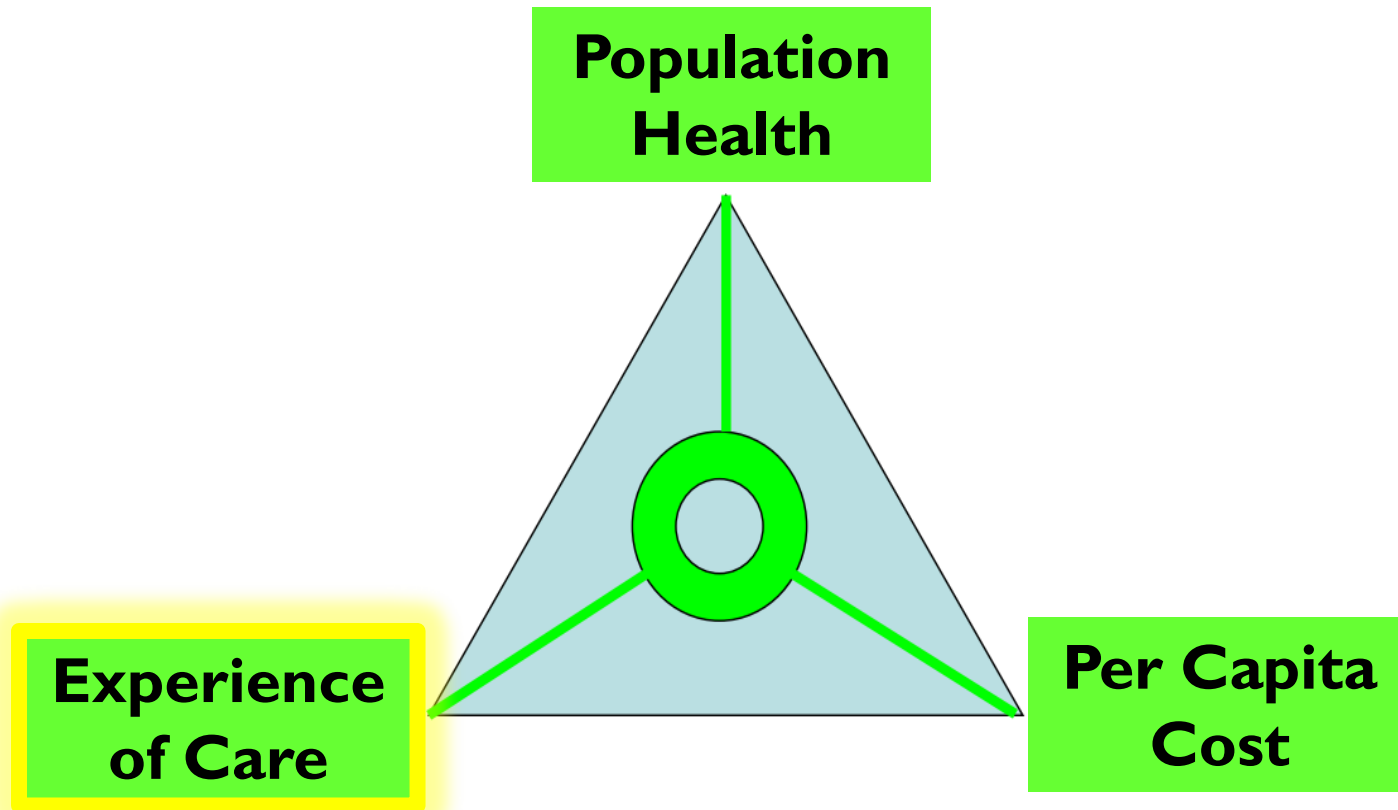 Population
Health
Experience
of Care
Per Capita
Cost